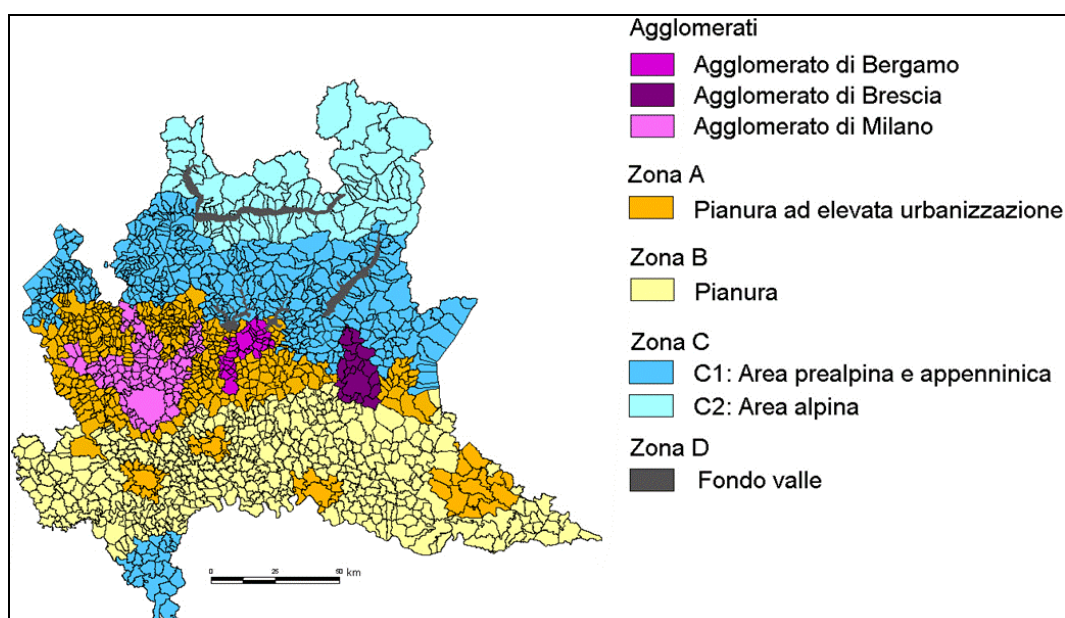 Agglomerati
Agglomerato di Bergamo
Agglomerato di Brescia
Agglomerato di Milano
Zona A
Pianura ad elevata urbanizzazione
Zona B
Pianura
Zona C
C1: Area prealpina e appenninica
C2: Area alpina
Zona D
Fondo valle
0 25 50 km